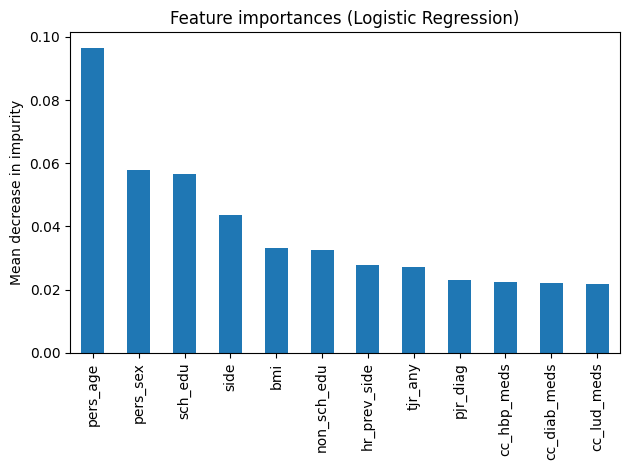 Feature importances (Logistic Regression)
Mean decrease in impurity
0.10
0.08
0.06
0.04
0.02
0.00
pers_age
pers_sex
sch_edu
side
bmi
non_sch_edu
hr_prev_side
tjr_any
pjr_diag
cc_hbp_meds
cc_diab_meds
cc_lud_meds